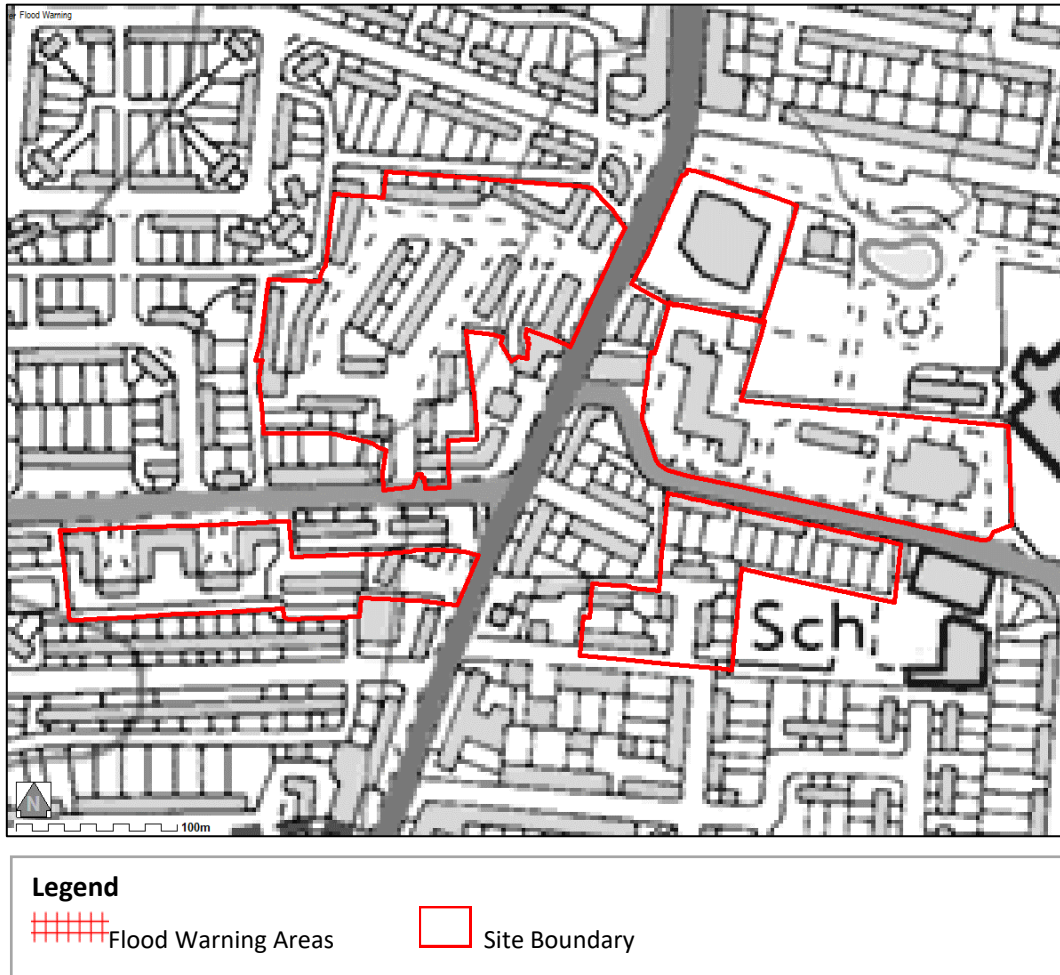 Flood Warning
Sch
N
100m
Legend
Flood Warning Areas
Site Boundary